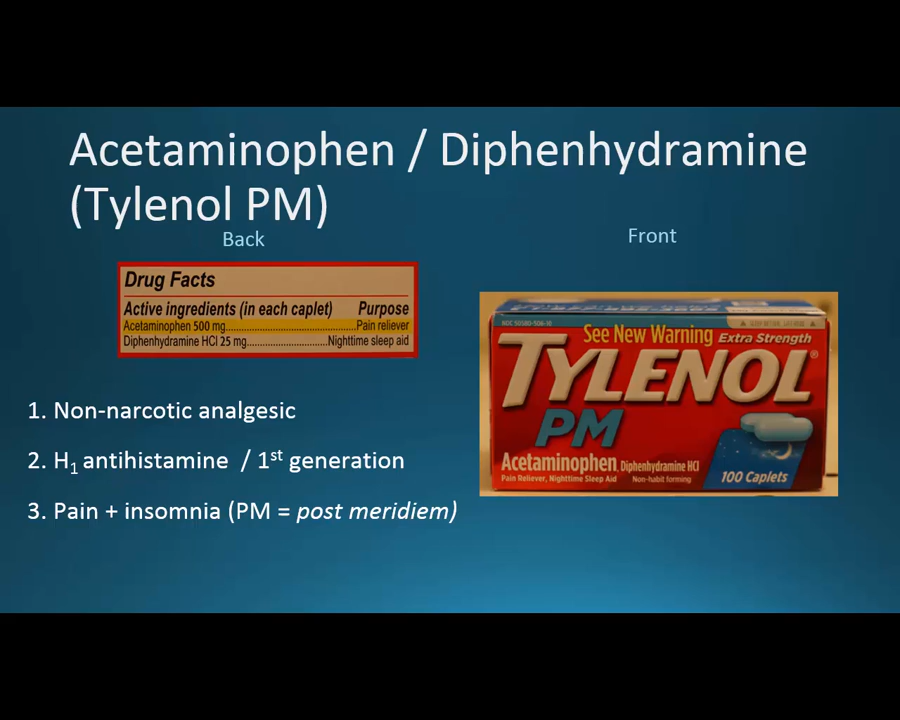 Acetaminophen / Diphenhydramine
(Tylenol PM)
Back
Front
Drug Facts
Active ingredients (in each caplet) Purpose
Acetaminophen 500 mg.......................................Pain reliever
Diphenhydramine HCl 25 mg.......................Nighttime sleep aid
See New Warning
Extra Strength
TYLENOL®
PM
Acetaminophen, Diphenhydramine HCl
Pain Reliever, Nighttime Sleep Aid Non-habit forming
100 Caplets
1. Non-narcotic analgesic
2. H1 antihistamine / 1st generation
3. Pain + insomnia (PM = post meridiem)